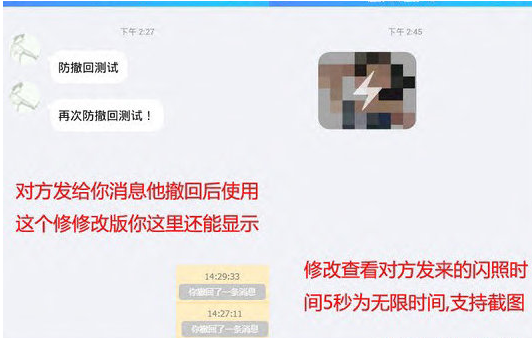 下午 2:27
防撤回测试
再次防撤回测试！
对方发给你消息他撤回后使用
这个修修改版你这里还能显示
14:29:33
你撤回了一条消息
14:27:11
你撤回了一条消息
下午 2:45
修改查看对方发来的闪照时
间5秒为无限时间,支持截图